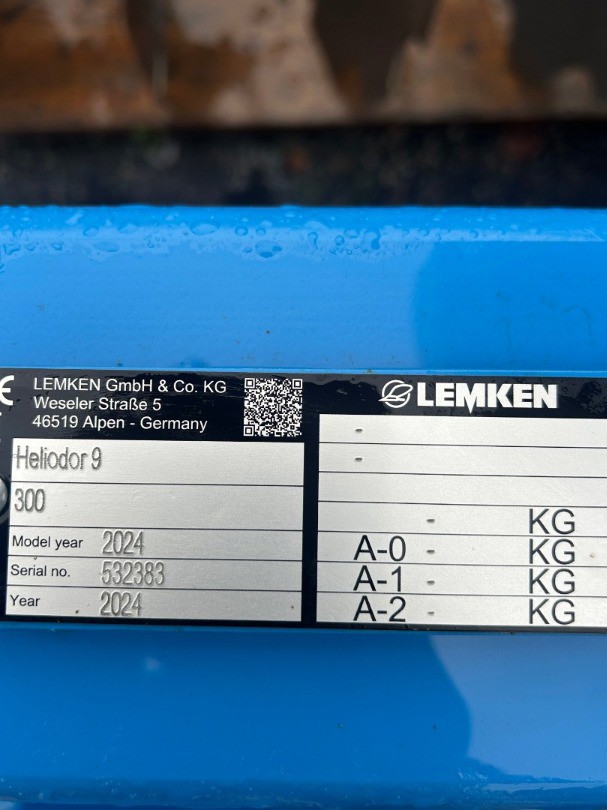 CE LEMKEN GmbH & Co. KG
Weseler Straße 5
46519 Alpen - Germany
Heliodor 9
300
Model year 2024
Serial no. 532383
Year 2024
LEMKEN
-
-
- KG
A-0 - KG
A-1 - KG
A-2 - KG